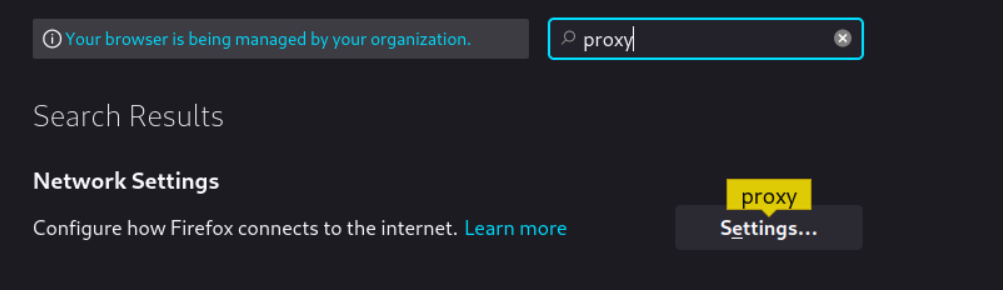 Your browser is being managed by your organization.
proxy
Search Results
Network Settings
proxy
Configure how Firefox connects to the internet. Learn more
Settings...